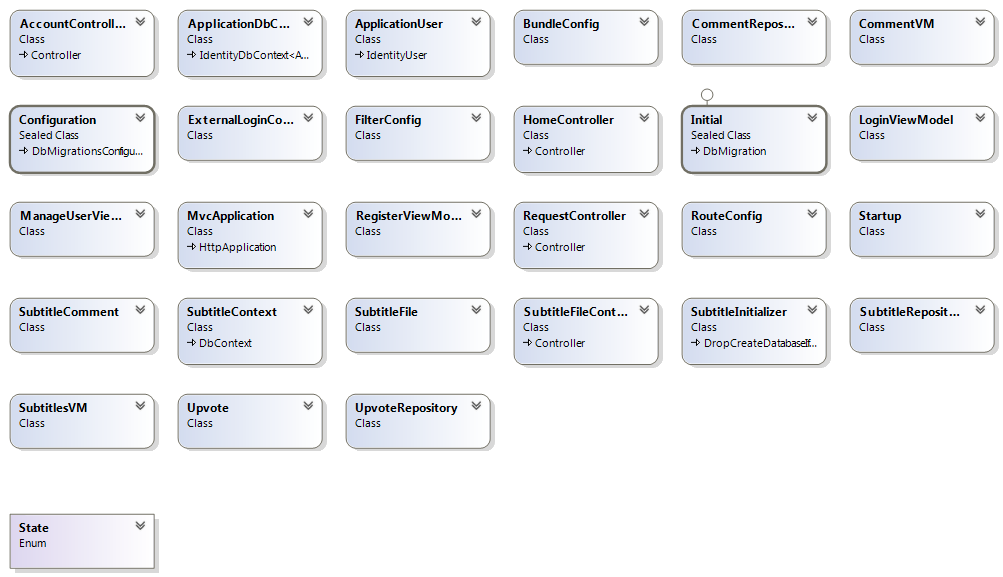 AccountControll...
Class
Controller
ApplicationDbC...
Class
IdentityDbContext<A...
ApplicationUser
Class
IdentityUser
BundleConfig
Class
CommentRepos...
Class
CommentVM
Class
Configuration
Sealed Class
DbMigrationsConfigu...
ExternalLoginCo...
Class
FilterConfig
Class
HomeController
Class
Controller
Initial
Sealed Class
DbMigration
LoginViewModel
Class
ManageUserVie...
Class
MvcApplication
Class
HttpApplication
RegisterViewMo...
Class
RequestController
Class
Controller
RouteConfig
Class
Startup
Class
SubtitleComment
Class
SubtitleContext
Class
DbContext
SubtitleFile
Class
SubtitleFileCont...
Class
Controller
SubtitleInitializer
Class
DropCreateDatabaseIf...
SubtitleReposit...
Class
SubtitlesVM
Class
Upvote
Class
UpvoteRepository
Class
State
Enum